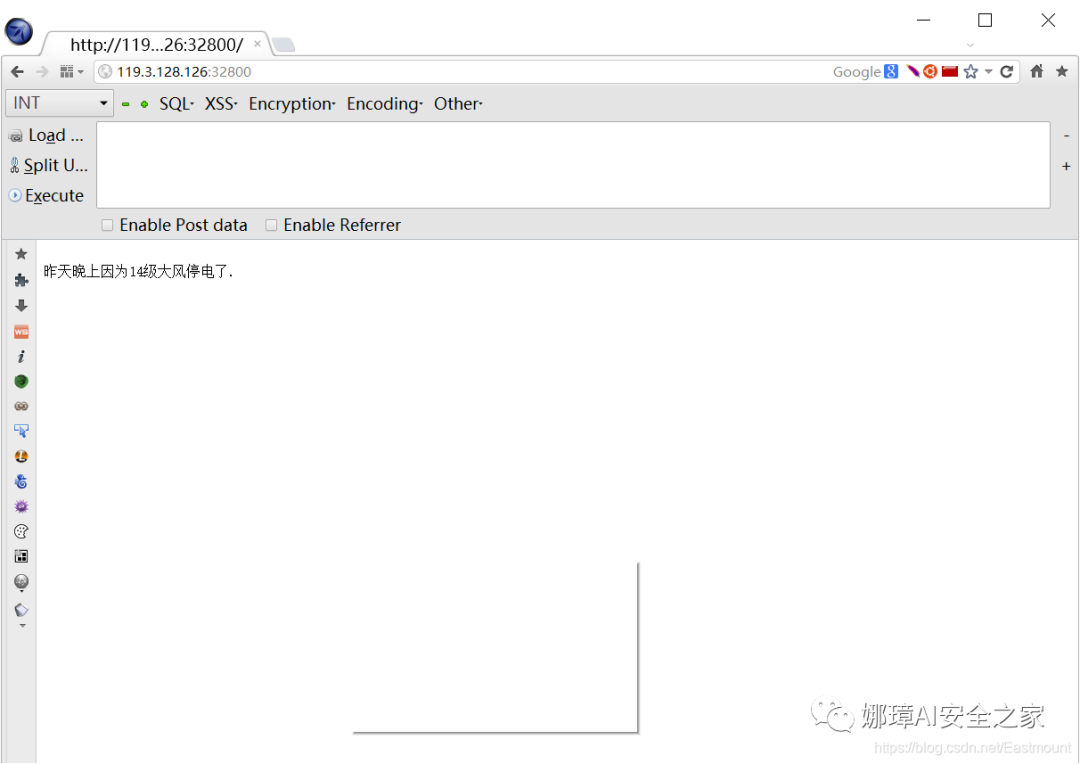 http://119...26:32800/
119.3.128.126:32800
Google
INT
SQL
XSS
Encryption
Encoding
Other
Load ...
Split U...
Execute
Enable Post data
Enable Referrer
昨天晚上因为14级大风停电了.
娜璋AI安全之家
https://blog.csdn.net/Eastmount